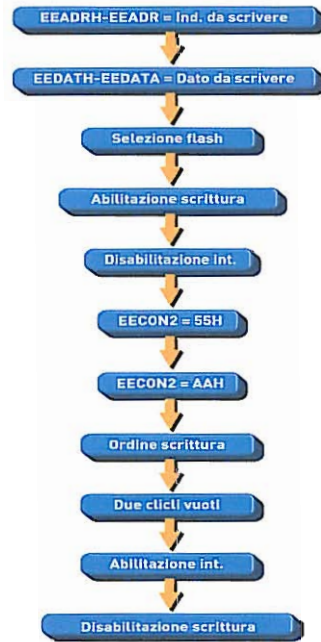 EEADRH-EEADR = Ind. da scrivere
EEDATH-EEDATA = Dato da scrivere
Selezione flash
Abilitazione scrittura
Disabilitazione int.
EECON2 = 55H
EECON2 = AAH
Ordine scrittura
Due clicli vuoti
Abilitazione int.
Disabilitazione scrittura